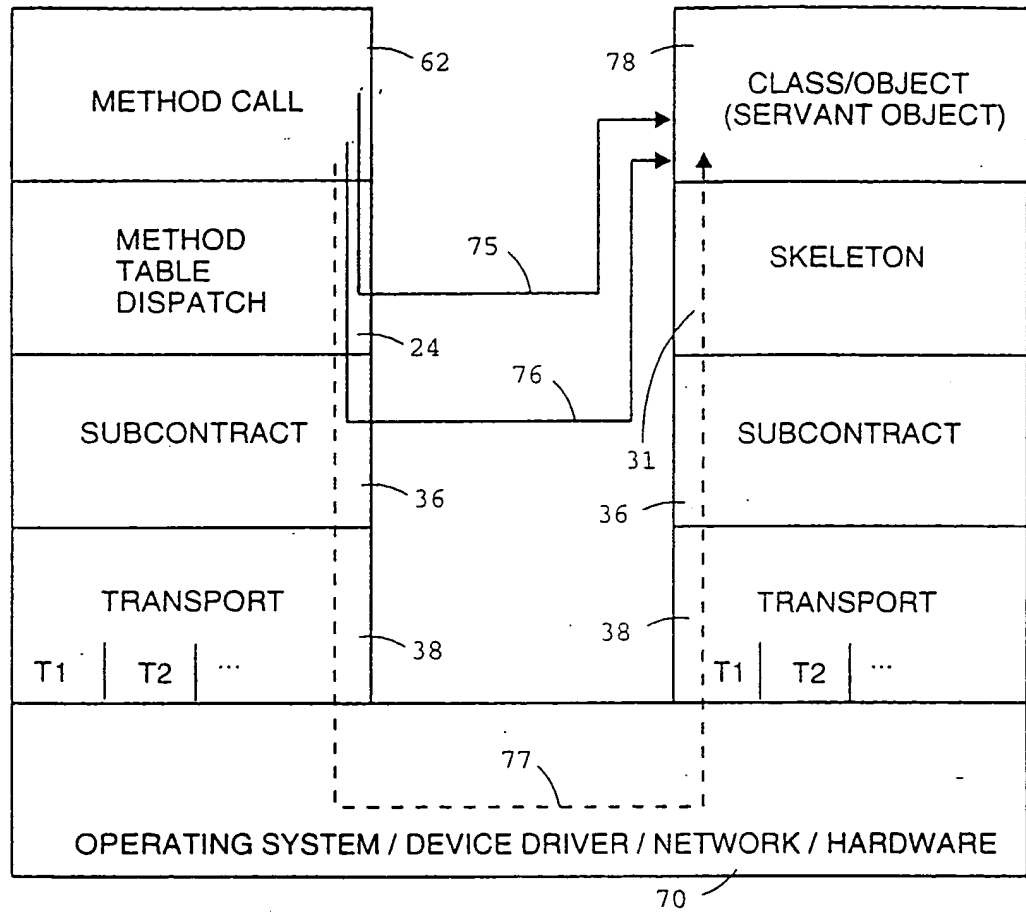 62
METHOD CALL
78
CLASS/OBJECT
(SERVANT OBJECT)
METHOD
TABLE
DISPATCH
75
SKELETON
24
76
31
SUBCONTRACT
36
SUBCONTRACT
36
TRANSPORT
38
T1
T2
...
TRANSPORT
38
T1
T2
...
77
OPERATING SYSTEM / DEVICE DRIVER / NETWORK / HARDWARE
70